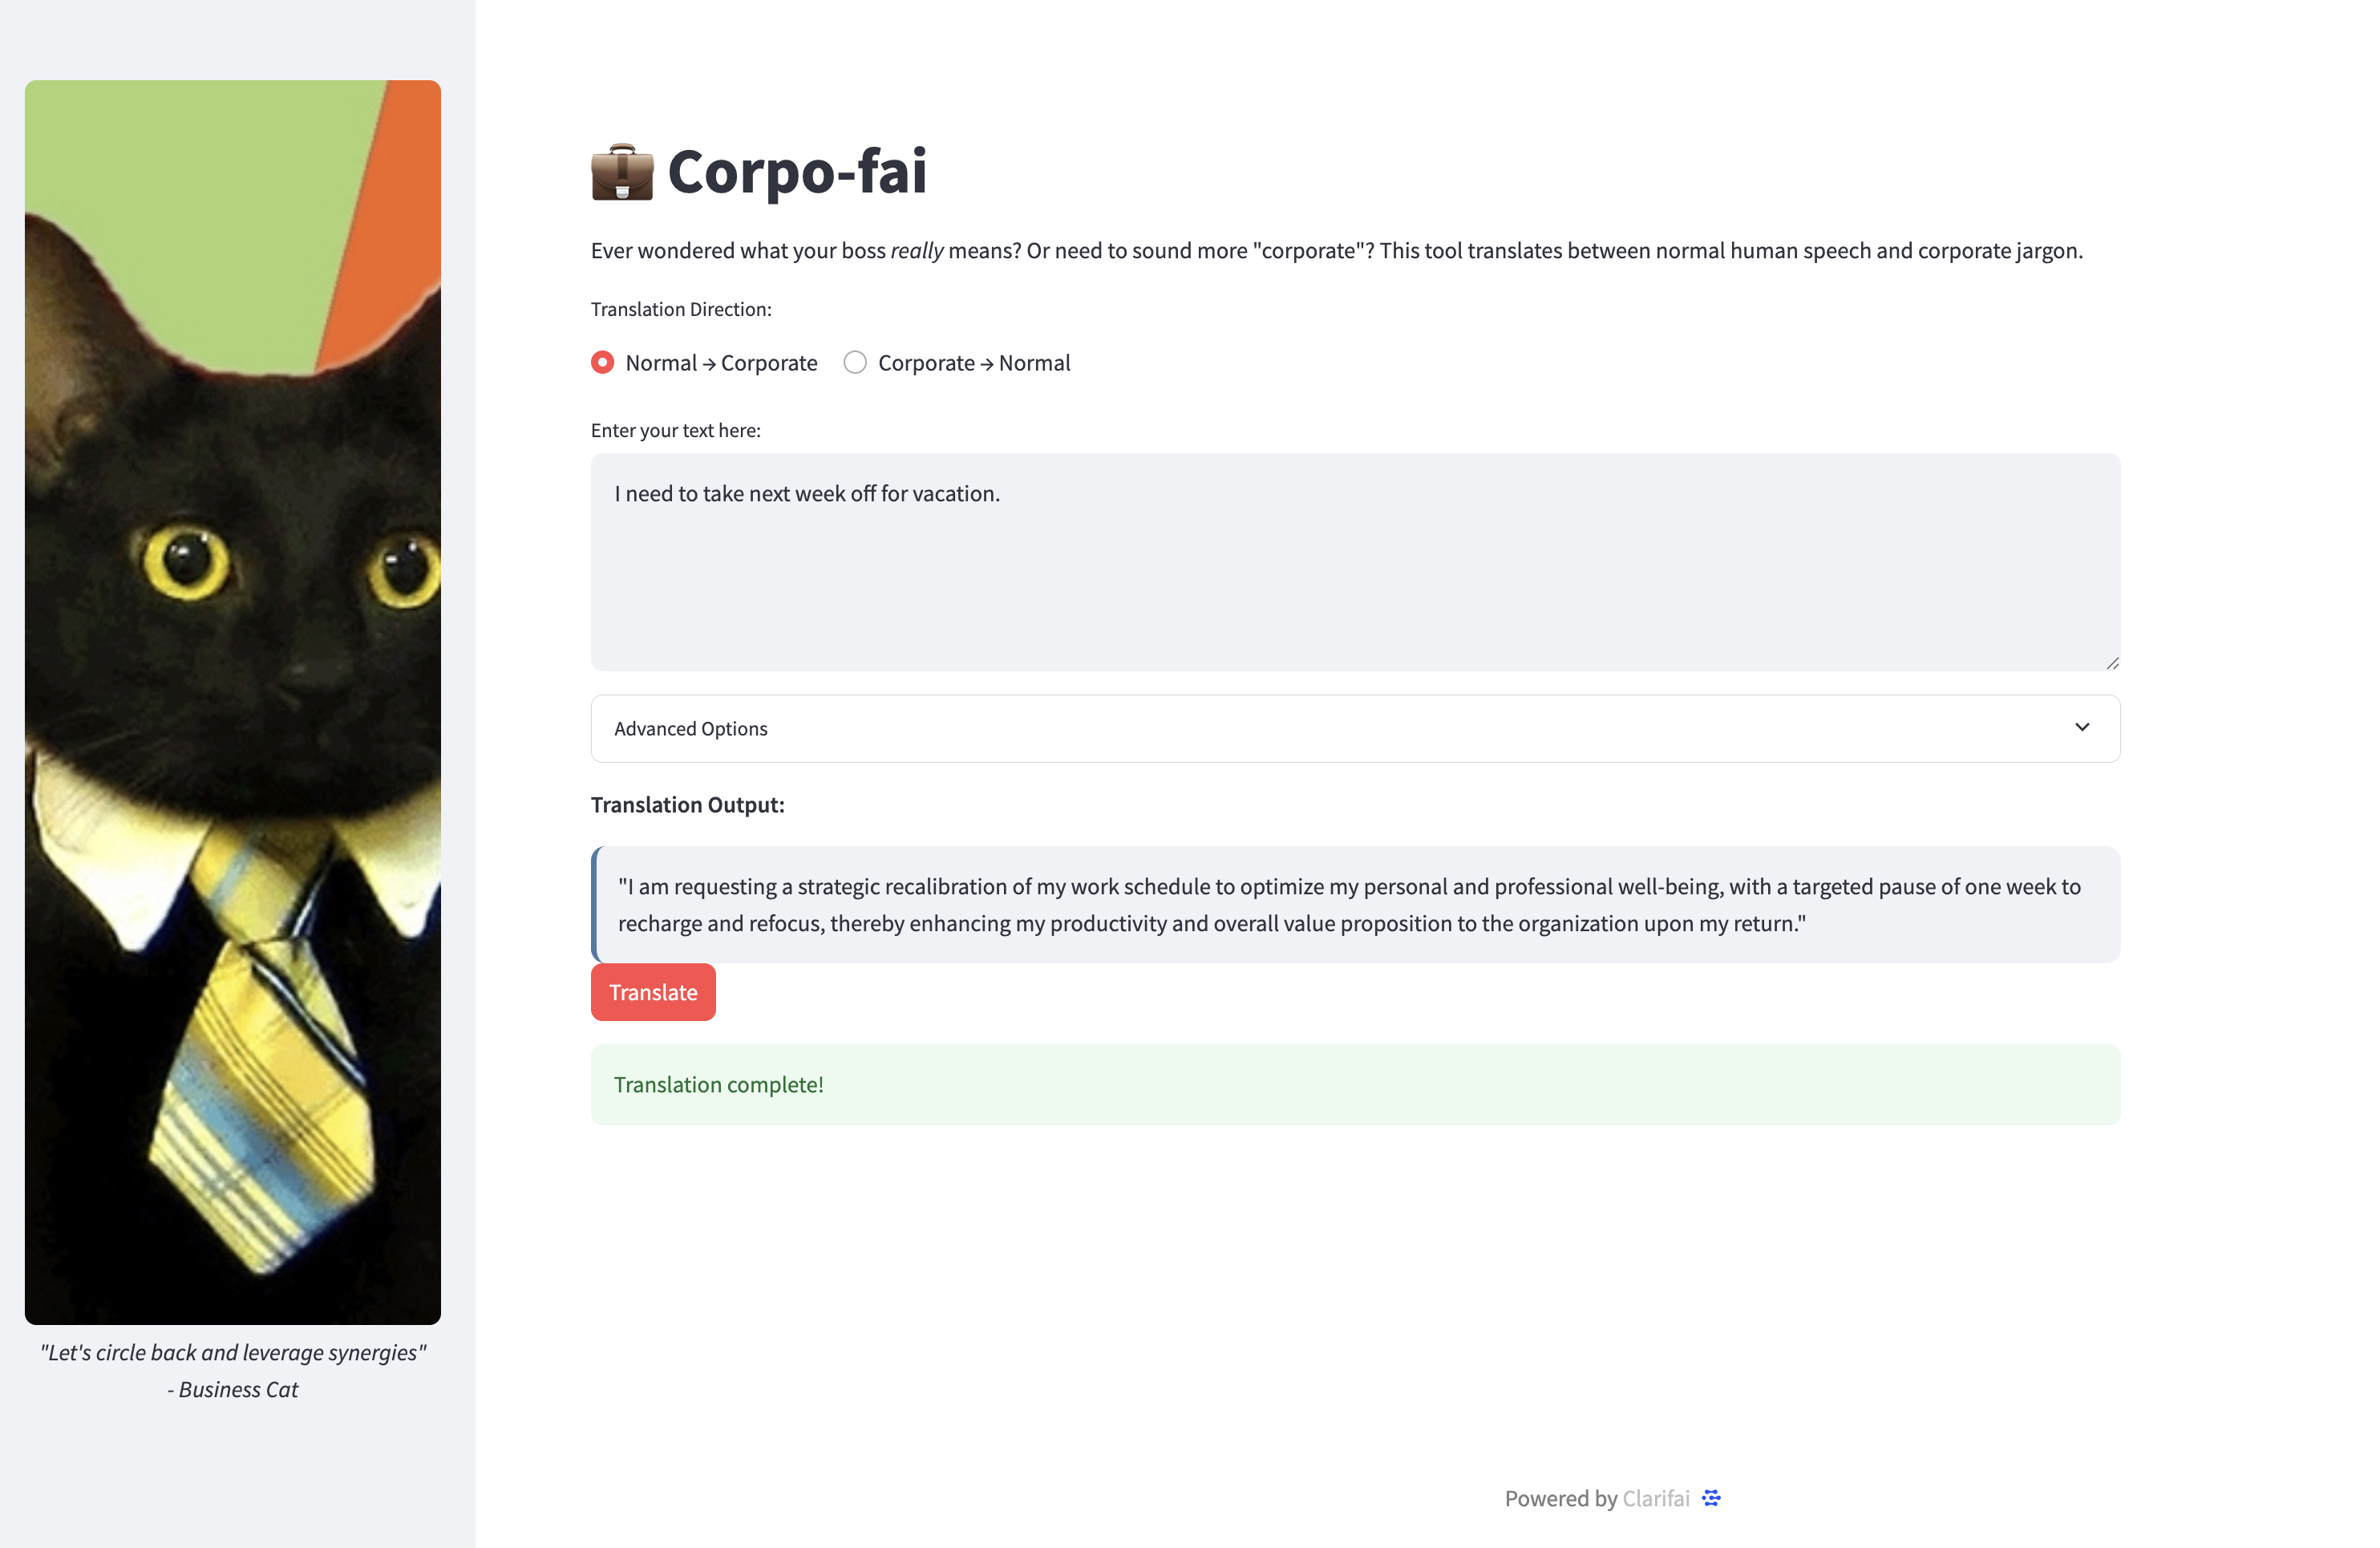 Corpo-fai
Ever wondered what your boss really means? Or need to sound more "corporate"? This tool translates between normal human speech and corporate jargon.
Translation Direction:
Normal → Corporate
Corporate → Normal
Enter your text here:
I need to take next week off for vacation.
Advanced Options
Translation Output:
"I am requesting a strategic recalibration of my work schedule to optimize my personal and professional well-being, with a targeted pause of one week to
recharge and refocus, thereby enhancing my productivity and overall value proposition to the organization upon my return."
Translate
Translation complete!
"Let's circle back and leverage synergies"
- Business Cat
Powered by Clarifai